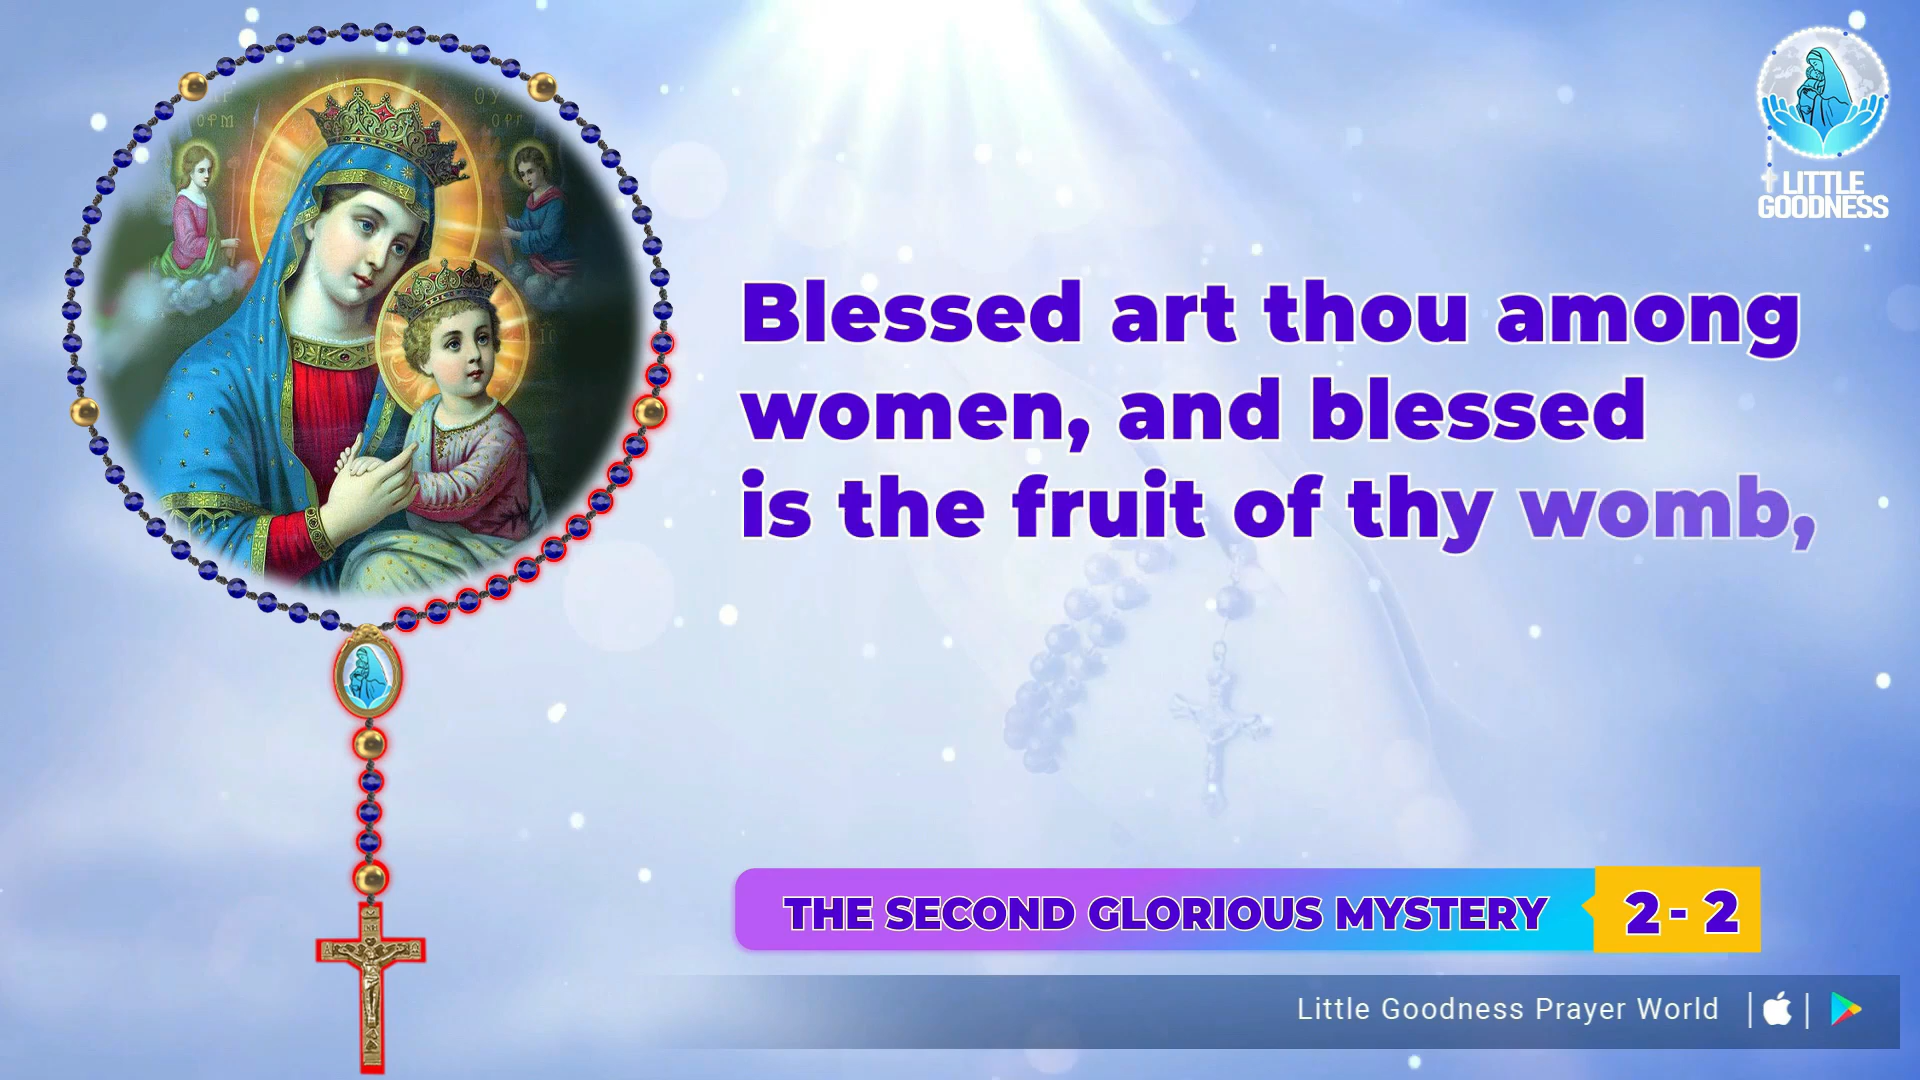 LITTLE
GOODNESS
Blessed art thou among
women, and blessed
is the fruit of thy womb,
THE SECOND GLORIOUS MYSTERY 2 - 2
Little Goodness Prayer World